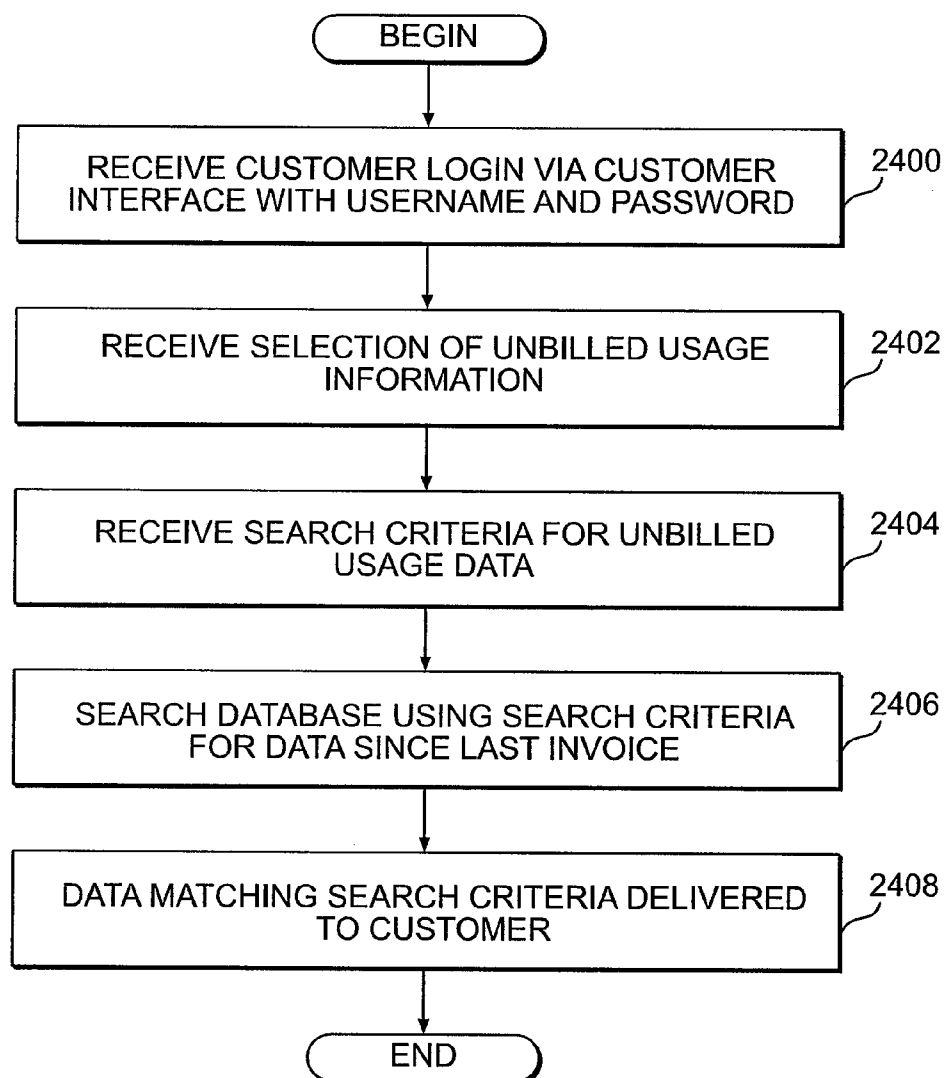 BEGIN
RECEIVE CUSTOMER LOGIN VIA CUSTOMER
INTERFACE WITH USERNAME AND PASSWORD
2400
RECEIVE SELECTION OF UNBILLED USAGE
INFORMATION
2402
RECEIVE SEARCH CRITERIA FOR UNBILLED
USAGE DATA
2404
SEARCH DATABASE USING SEARCH CRITERIA
FOR DATA SINCE LAST INVOICE
2406
DATA MATCHING SEARCH CRITERIA DELIVERED
TO CUSTOMER
2408
END